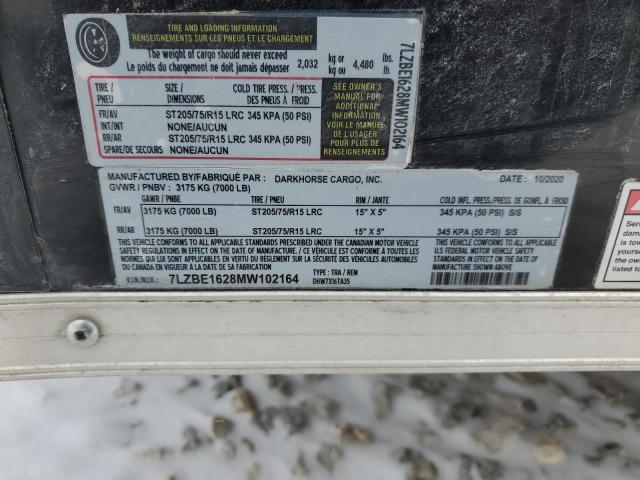 TIRE AND LOADING INFORMATION
RENSEIGNEMENTS SUR LES PNEUS ET LE CHARGEMENT
The weight of cargo should never exceed
Le poids du chargement ne doit jamais dépasser 2,032 kg or kg ou 4,480 lbs. lb.
TIRE / PNEU SIZE / DIMENSIONS COLD TIRE PRESS. / PRESS. DES PNEUS À FROID
FR/AV ST205/75/R15 LRC 345 KPA (50 PSI)
INT/INT NONE/AUCUN
RR/AR ST205/75/R15 LRC 345 KPA (50 PSI)
SPARE/DE SECOURS NONE/AUCUN
SEE OWNER'S
MANUAL FOR
ADDITIONAL
INFORMATION
VOIR LE MANUEL
DE L'USAGER
POUR PLUS DE
RENSEIGNEMENTS
7LZBE1628MW102164
MANUFACTURED BY/FABRIQUÉ PAR : DARKHORSE CARGO, INC. DATE : 10/2020
GVWR / PNBV : 3175 KG (7000 LB)
GAWR / PNBE TIRE / PNEU RIM / JANTE COLD INFL. PRESS./PRESS. DE GONFL. À FROID
FR/AV 3175 KG (7000 LB) ST205/75/R15 LRC 15" X 5" 345 KPA (50 PSI) S/S
RR/AR 3175 KG (7000 LB) ST205/75/R15 LRC 15" X 5" 345 KPA (50 PSI) S/S
THIS VEHICLE CONFORMS TO ALL APPLICABLE STANDARDS PRESCRIBED UNDER THE CANADIAN MOTOR VEHICLE
SAFETY REGULATIONS IN EFFECT ON THE DATE OF MANUFACTURE / CE VÉHICULE EST CONFORME À TOUTES LES
NORMES QUI LUI SONT APPLICABLES EN VERTU DU RÈGLEMENT SUR LA SÉCURITÉ DES VÉHICULES AUTOMOBILES
DU CANADA EN VIGUEUR À LA DATE DE SA FABRICATION
THIS VEHICLE CONFORMS TO ALL APPLICABLE
U.S FEDERAL MOTOR VEHICLE SAFETY
STANDARDS IN EFFECT ON THE DATE OF
MANUFACTURE SHOWN ABOVE
V.I.N./N.I.V.: 7LZBE1628MW102164 TYPE : TRA / REM
DHW7X16TA35
Seri
dama
is tow